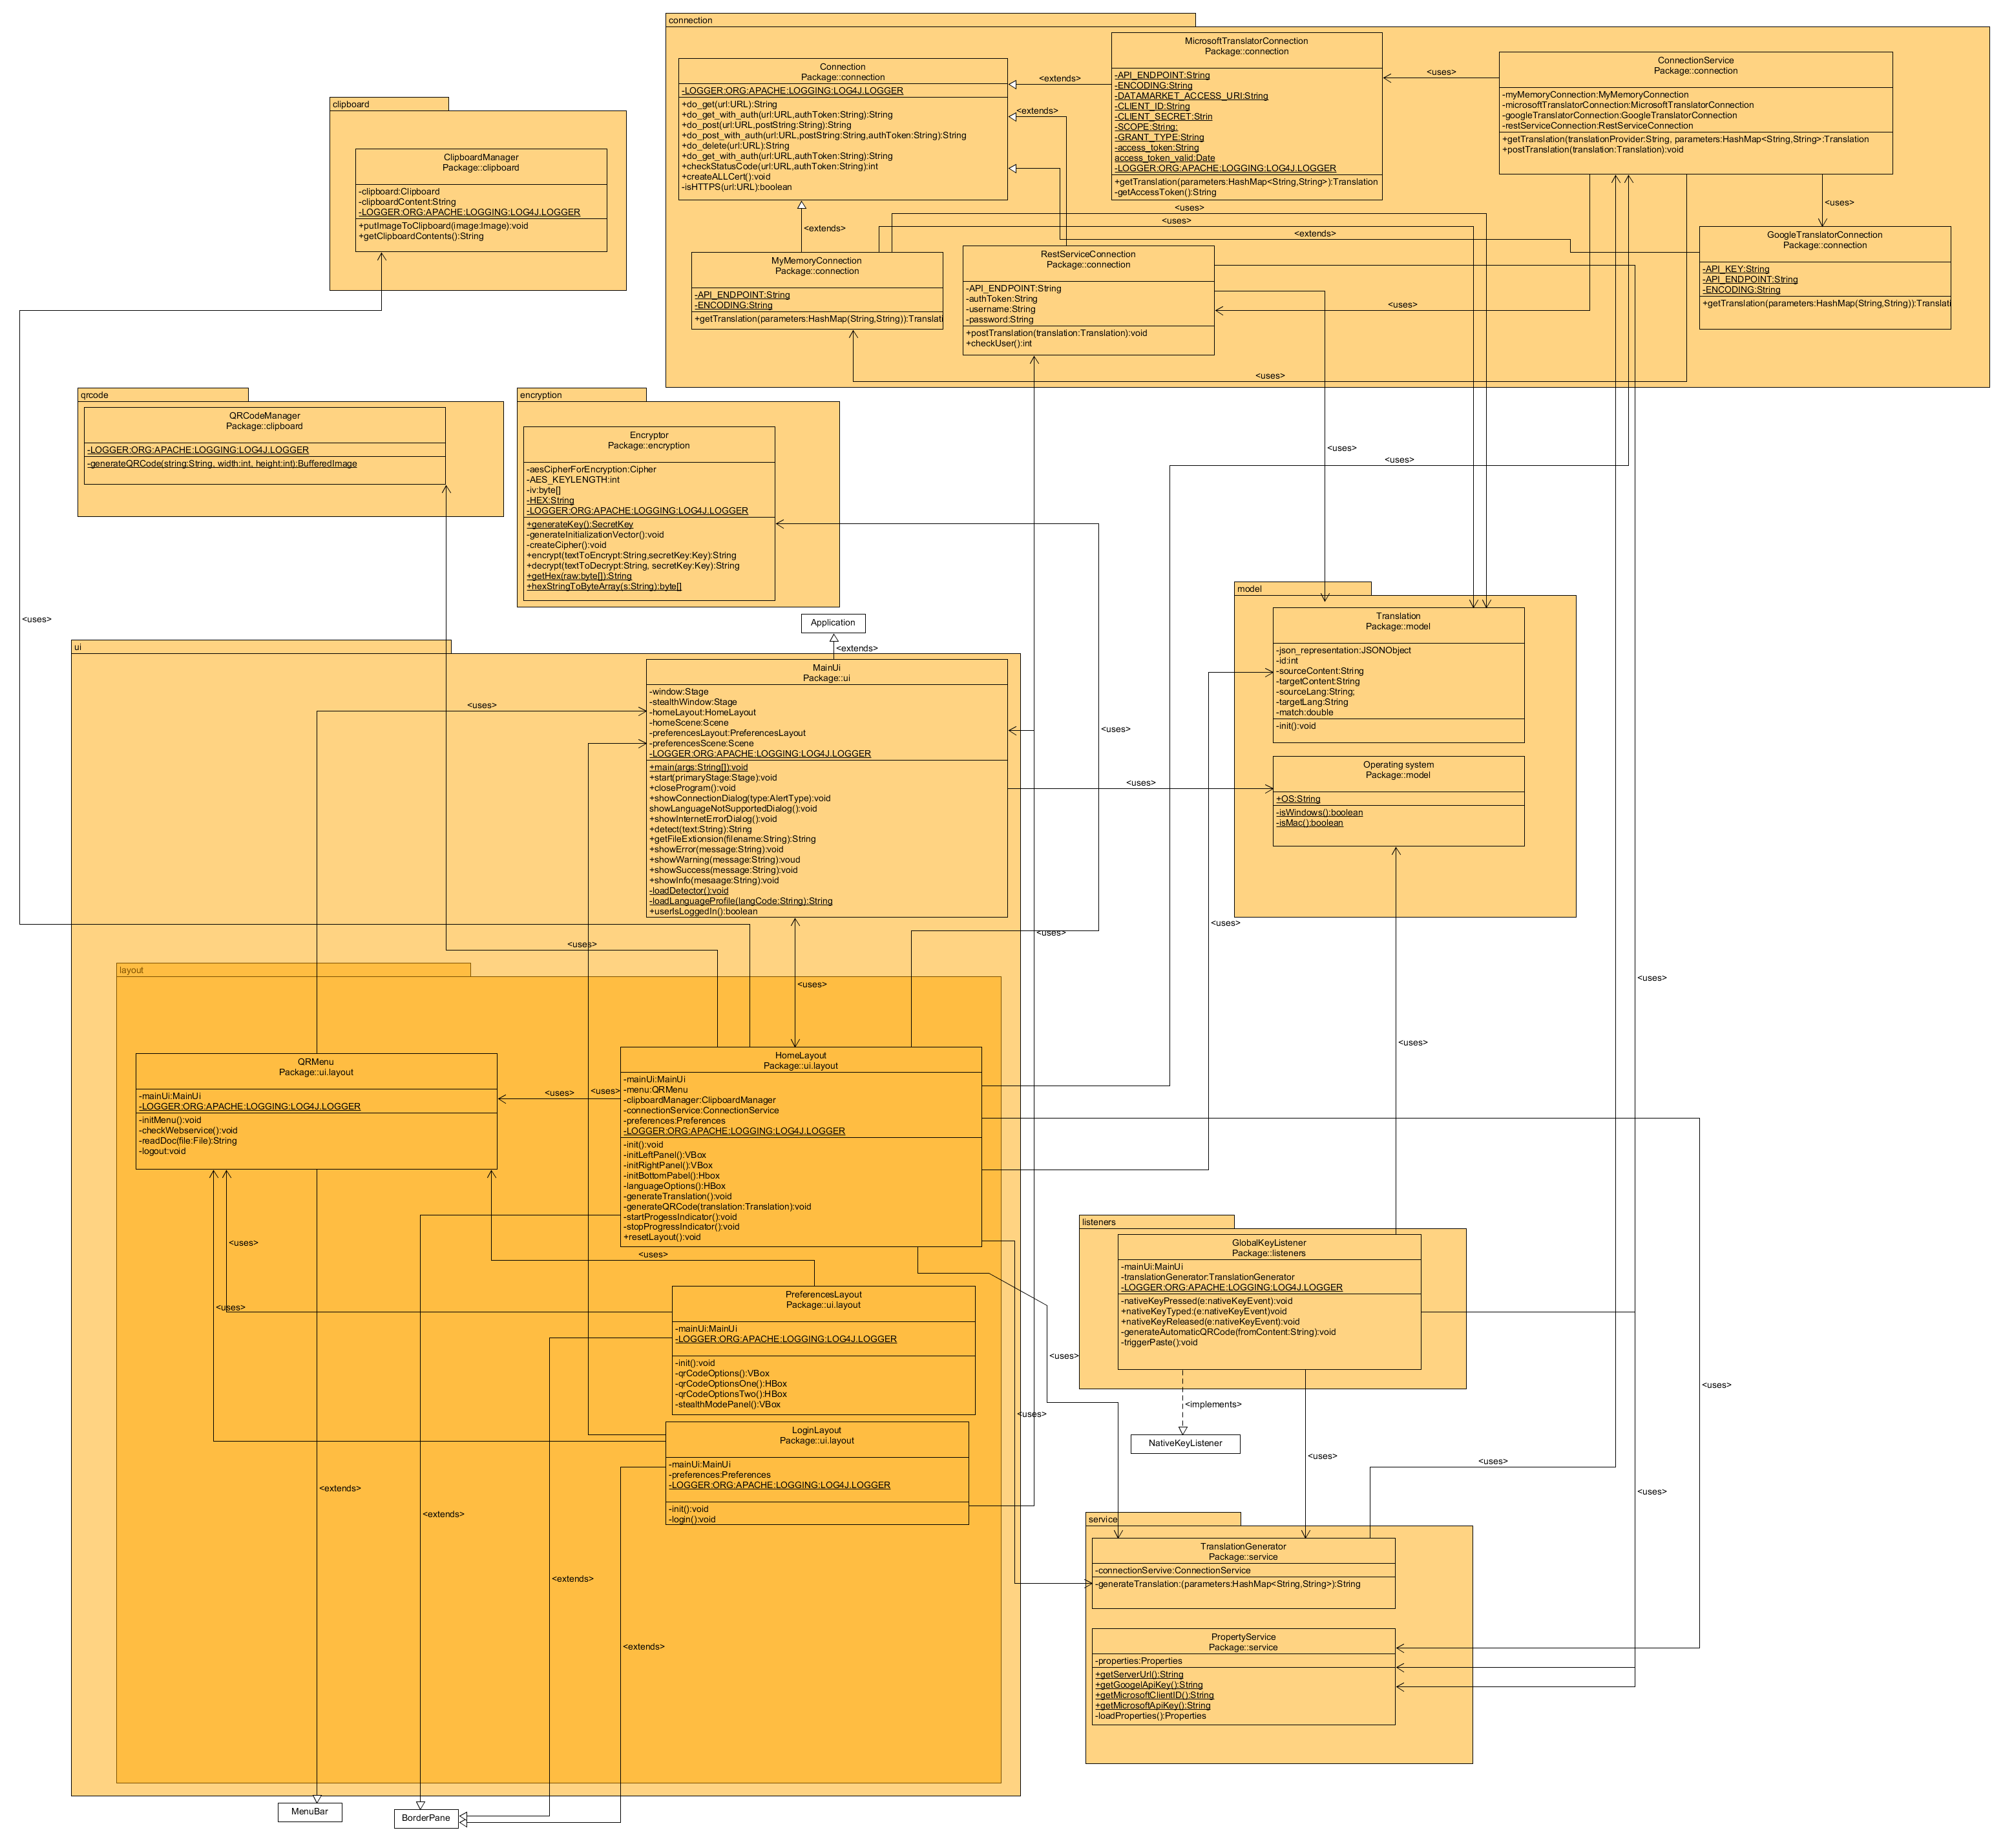 connection
Connection
Package::connection
-LOGGER:ORG:APACHE:LOGGING:LOG4J.LOGGER
+do_get(url:URL):String
+do_get_with_auth(url:URL,authToken:String):String
+do_post(url:URL,postString:String):String
+do_post_with_auth(url:URL,postString:String,authToken:String):String
+do_delete(url:URL):String
+do_get_with_auth(url:URL,authToken:String):String
+checkStatusCode(url:URL,authToken:String):int
+createALLCert():void
-isHTTPS(url:URL):boolean
<extends>
<extends>
MicrosoftTranslatorConnection
Package::connection
-API_ENDPOINT:String
-ENCODING:String
-DATAMARKET_ACCESS_URI:String
-CLIENT_ID:String
-CLIENT_SECRET:Strin
-SCOPE:String;
-GRANT_TYPE:String
-access_token:String
access_token_valid:Date
-LOGGER:ORG:APACHE:LOGGING:LOG4J.LOGGER
+getTranslation(parameters:HashMap<String,String>):Translation
-getAccessToken():String
<uses>
ConnectionService
Package::connection
-myMemoryConnection:MyMemoryConnection
-microsoftTranslatorConnection:MicrosoftTranslatorConnection
-googleTranslatorConnection:GoogleTranslatorConnection
-restServiceConnection:RestServiceConnection
+getTranslation(translationProvider:String, parameters:HashMap<String,String>:Translation
+postTranslation(translation:Translation):void
<uses>
<uses>
<uses>
<extends>
<extends>
MyMemoryConnection
Package::connection
-API_ENDPOINT:String
-ENCODING:String
+getTranslation(parameters:HashMap(String,String)):Translati
RestServiceConnection
Package::connection
-API_ENDPOINT:String
-authToken:String
-username:String
-password:String
+postTranslation(translation:Translation):void
+checkUser():int
<uses>
GoogleTranslatorConnection
Package::connection
-API_KEY:String
-API_ENDPOINT:String
-ENCODING:String
+getTranslation(parameters:HashMap(String,String)):Translati
<uses>
clipboard
ClipboardManager
Package::clipboard
-clipboard:Clipboard
-clipboardContent:String
-LOGGER:ORG:APACHE:LOGGING:LOG4J.LOGGER
+putImageToClipboard(image:Image):void
+getClipboardContents():String
qrcode
QRCodeManager
Package::clipboard
-LOGGER:ORG:APACHE:LOGGING:LOG4J.LOGGER
-generateQRCode(string:String, width:int, height:int):BufferedImage
encryption
Encryptor
Package::encryption
-aesCipherForEncryption:Cipher
-AES_KEYLENGTH:int
-iv:byte[]
-HEX:String
-LOGGER:ORG:APACHE:LOGGING:LOG4J.LOGGER
+generateKey():SecretKey
-generateInitializationVector():void
-createCipher():void
+encrypt(textToEncrypt:String,secretKey:Key):String
+decrypt(textToDecrypt:String, secretKey:Key):String
+getHex(raw:byte[]):String
+hexStringToByteArray(s:String):byte[]
<uses>
<uses>
<uses>
Application
<extends>
ui
MainUi
Package::ui
-window:Stage
-stealthWindow:Stage
-homeLayout:HomeLayout
-homeScene:Scene
-preferencesLayout:PreferencesLayout
-preferencesScene:Scene
-LOGGER:ORG:APACHE:LOGGING:LOG4J.LOGGER
+main(args:String[]):void
+start(primaryStage:Stage):void
+closeProgram():void
+showConnectionDialog(type:AlertType):void
showLanguageNotSupportedDialog():void
+showInternetErrorDialog():void
+detect(text:String):String
+getFileExtionsion(filename:String):String
+showError(message:String):void
+showWarning(message:String):voud
+showSuccess(message:String):void
+showInfo(mesaage:String):void
-loadDetector():void
-loadLanguageProfile(langCode:String):String
+userIsLoggedIn():boolean
<uses>
<uses>
<uses>
<uses>
<uses>
<uses>
<uses>
<uses>
<uses>
<uses>
model
Translation
Package::model
-json_representation:JSONObject
-id:int
-sourceContent:String
-targetContent:String
-sourceLang:String;
-targetLang:String
-match:double
-init():void
Operating system
Package::model
+OS:String
-isWindows():boolean
-isMac():boolean
layout
QRMenu
Package::ui.layout
-mainUi:MainUi
-LOGGER:ORG:APACHE:LOGGING:LOG4J.LOGGER
-initMenu():void
-checkWebservice():void
-readDoc(file:File):String
-logout:void
<uses>
<uses>
HomeLayout
Package::ui.layout
-mainUi:MainUi
-menu:QRMenu
-clipboardManager:ClipboardManager
-connectionService:ConnectionService
-preferences:Preferences
-LOGGER:ORG:APACHE:LOGGING:LOG4J.LOGGER
-init():void
-initLeftPanel():VBox
-initRightPanel():VBox
-initBottomPabel():Hbox
-languageOptions():HBox
-generateTranslation():void
-generateQRCode(translation:Translation):void
-startProgessIndicator():void
-stopProgressIndicator():void
+resetLayout():void
<uses>
<uses>
<uses>
PreferencesLayout
Package::ui.layout
-mainUi:MainUi
-LOGGER:ORG:APACHE:LOGGING:LOG4J.LOGGER
-init():void
-qrCodeOptions():VBox
-qrCodeOptionsOne():HBox
-qrCodeOptionsTwo():HBox
-stealthModePanel():VBox
LoginLayout
Package::ui.layout
-mainUi:MainUi
-preferences:Preferences
-LOGGER:ORG:APACHE:LOGGING:LOG4J.LOGGER
-init():void
-login():void
<extends>
<extends>
<extends>
<extends>
MenuBar
BorderPane
listeners
GlobalKeyListener
Package::listeners
-mainUi:MainUi
-translationGenerator:TranslationGenerator
-LOGGER:ORG:APACHE:LOGGING:LOG4J.LOGGER
-nativeKeyPressed(e:nativeKeyEvent):void
+nativeKeyTyped:(e:nativeKeyEvent)void
+nativeKeyReleased(e:nativeKeyEvent):void
-generateAutomaticQRCode(fromContent:String):void
-triggerPaste():void
<uses>
<uses>
<implements>
NativeKeyListener
<uses>
<uses>
<uses>
<uses>
service
TranslationGenerator
Package::service
-connectionServive:ConnectionService
-generateTranslation:(parameters:HashMap<String,String>):String
PropertyService
Package::service
-properties:Properties
+getServerUrl():String
+getGoogelApiKey():String
+getMicrosoftClientID():String
+getMicrosoftApiKey():String
-loadProperties():Properties